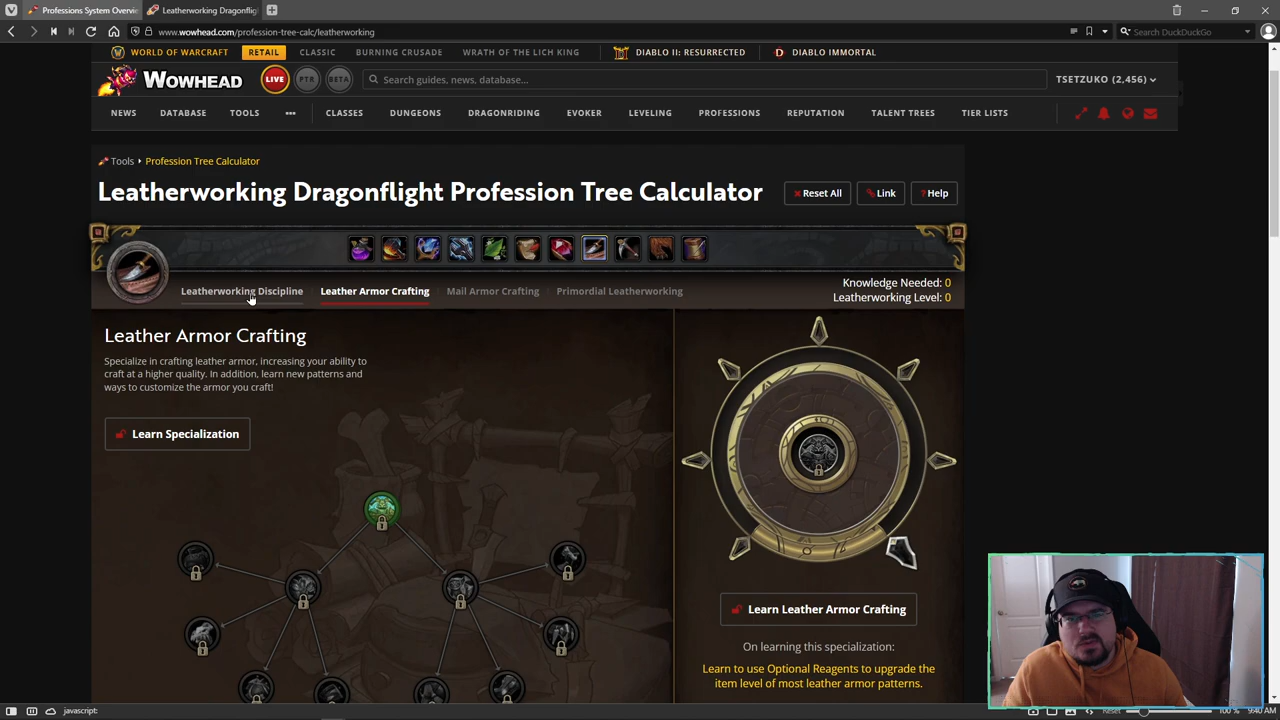 Professions System Overvie
Leatherworking Dragonfli
www.wowhead.com/profession-tree-calc/leatherworking
Search DuckDuckGo
WORLD OF WARCRAFT RETAIL CLASSIC BURNING CRUSADE WRATH OF THE LICH KING DIABLO II: RESURRECTED DIABLO IMMORTAL
WOWHEAD LIVE PTR BETA Search guides, news, database... TSETZUKO (2,456)
NEWS DATABASE TOOLS ••• CLASSES DUNGEONS DRAGONRIDING EVOKER LEVELING PROFESSIONS REPUTATION TALENT TREES TIER LISTS
Tools Profession Tree Calculator
Leatherworking Dragonflight Profession Tree Calculator
Reset All Link ? Help
Leatherworking Discipline Leather Armor Crafting Mail Armor Crafting Primordial Leatherworking
Knowledge Needed: 0
Leatherworking Level: 0
Leather Armor Crafting
Specialize in crafting leather armor, increasing your ability to
craft at a higher quality. In addition, learn new patterns and
ways to customize the armor you craft!
Learn Specialization
Learn Leather Armor Crafting
On learning this specialization:
Learn to use Optional Reagents to upgrade the
item level of most leather armor patterns.
javascript:
Reset 100 % 9:40 AM